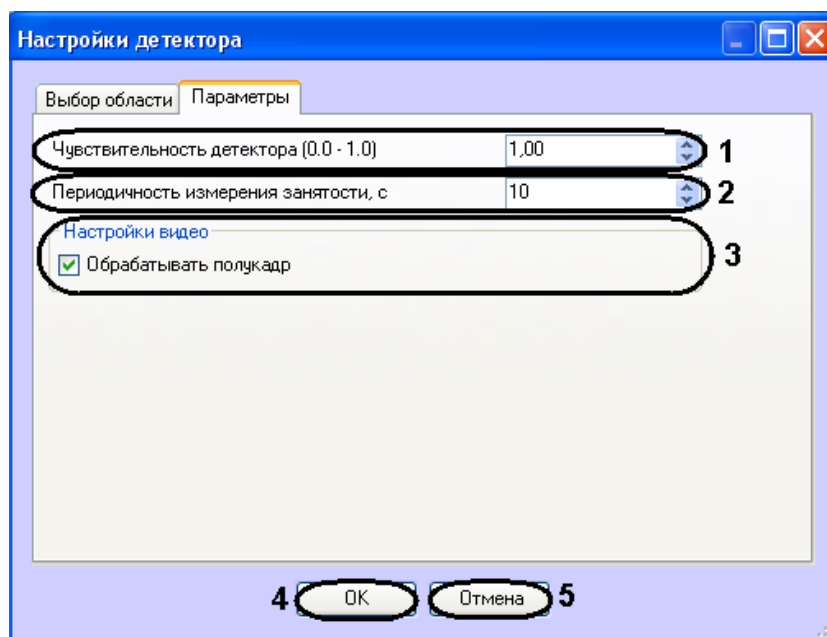 Настройки детектора
Выбор области Параметры
Чувствительность детектора (0.0 - 1.0) 1,00 1
Периодичность измерения занятости, с 10 2
Настройки видео
Обрабатывать полукадр 3
4 OK Отмена 5